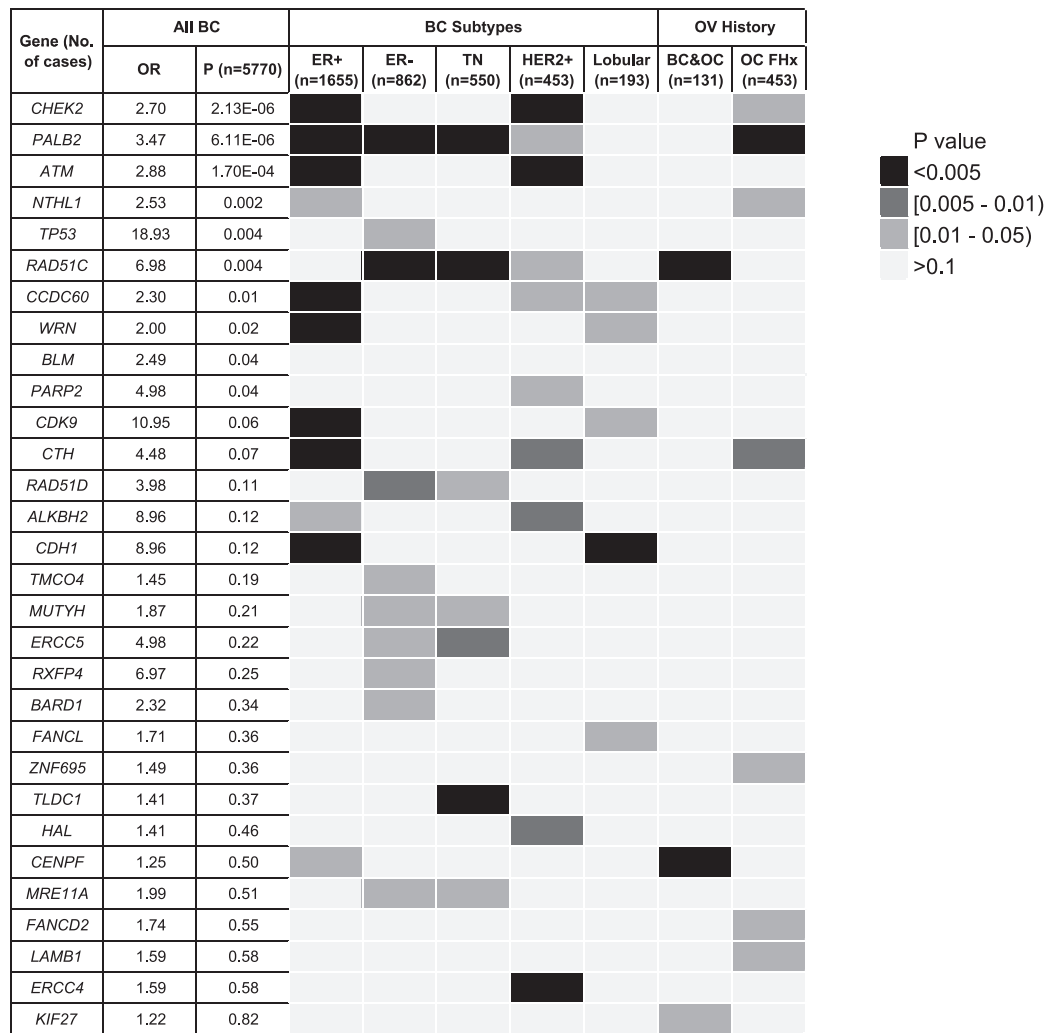 Gene (No. of cases) All BC BC Subtypes OV History
OR P (n=5770) ER+ (n=1655) ER- (n=862) TN (n=550) HER2+ (n=453) Lobular (n=193) BC&OC (n=131) OC FHx (n=453)
CHEK2 2.70 2.13E-06
PALB2 3.47 6.11E-06
ATM 2.88 1.70E-04
NTHL1 2.53 0.002
TP53 18.93 0.004
RAD51C 6.98 0.004
CCDC60 2.30 0.01
WRN 2.00 0.02
BLM 2.49 0.04
PARP2 4.98 0.04
CDK9 10.95 0.06
CTH 4.48 0.07
RAD51D 3.98 0.11
ALKBH2 8.96 0.12
CDH1 8.96 0.12
TMCO4 1.45 0.19
MUTYH 1.87 0.21
ERCC5 4.98 0.22
RXFP4 6.97 0.25
BARD1 2.32 0.34
FANCL 1.71 0.36
ZNF695 1.49 0.36
TLDC1 1.41 0.37
HAL 1.41 0.46
CENPF 1.25 0.50
MRE11A 1.99 0.51
FANCD2 1.74 0.55
LAMB1 1.59 0.58
ERCC4 1.59 0.58
KIF27 1.22 0.82
P value
<0.005
[0.005 - 0.01)
[0.01 - 0.05)
>0.1